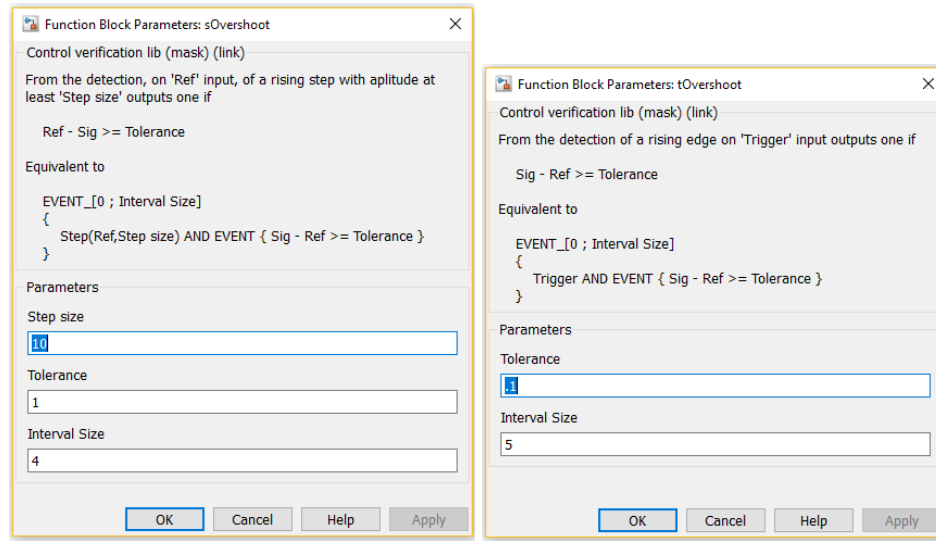 Function Block Parameters: sOvershoot
Control verification lib (mask) (link)
From the detection, on 'Ref' input, of a rising step with aplitude at
least 'Step size' outputs one if
Ref - Sig >= Tolerance
Equivalent to
EVENT_[0 ; Interval Size]
{
Step(Ref,Step size) AND EVENT { Sig - Ref >= Tolerance }
}
Parameters
Step size
10
Tolerance
1
Interval Size
4
OK Cancel Help Apply
Function Block Parameters: tOvershoot
Control verification lib (mask) (link)
From the detection of a rising edge on 'Trigger' input outputs one if
Sig - Ref >= Tolerance
Equivalent to
EVENT_[0 ; Interval Size]
{
Trigger AND EVENT { Sig - Ref >= Tolerance }
}
Parameters
Tolerance
.1
Interval Size
5
OK Cancel Help Apply